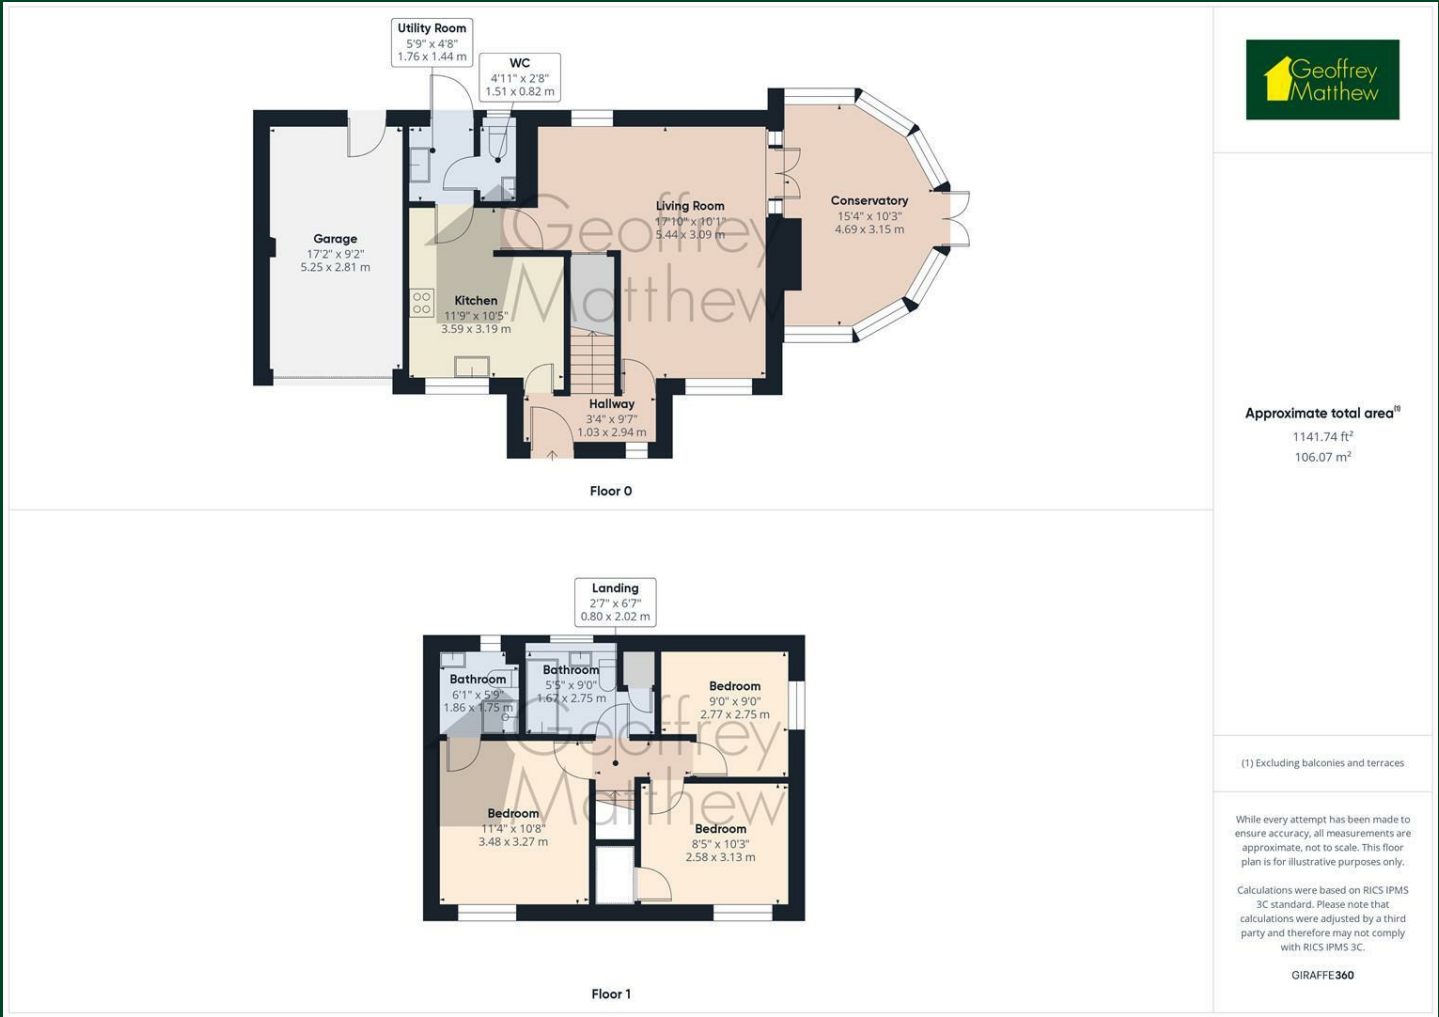 Utility Room
5'9" x 4'8"
1.76 x 1.44 m
WC
4'11" x 2'8"
1.51 x 0.82 m
Garage
17'2" x 9'2"
5.25 x 2.81 m
Kitchen
11'9" x 10'5"
3.59 x 3.19 m
Living Room
17'10" x 10'1"
5.44 x 3.09 m
Conservatory
15'4" x 10'3"
4.69 x 3.15 m
Hallway
3'4" x 9'7"
1.03 x 2.94 m
Geoffrey
Matthew
Floor 0
Landing
2'7" x 6'7"
0.80 x 2.02 m
Bathroom
6'1" x 5'9"
1.86 x 1.75 m
Bathroom
5'5" x 9'0"
1.67 x 2.75 m
Bedroom
9'0" x 9'0"
2.77 x 2.75 m
Bedroom
11'4" x 10'8"
3.48 x 3.27 m
Bedroom
8'5" x 10'3"
2.58 x 3.13 m
Geoffrey
Matthew
Floor 1
Geoffrey
Matthew
Approximate total area(1)
1141.74 ft²
106.07 m²
(1) Excluding balconies and terraces
While every attempt has been made to
ensure accuracy, all measurements are
approximate, not to scale. This floor
plan is for illustrative purposes only.
Calculations were based on RICS IPMS
3C standard. Please note that
calculations were adjusted by a third
party and therefore may not comply
with RICS IPMS 3C.
GIRAFFE360